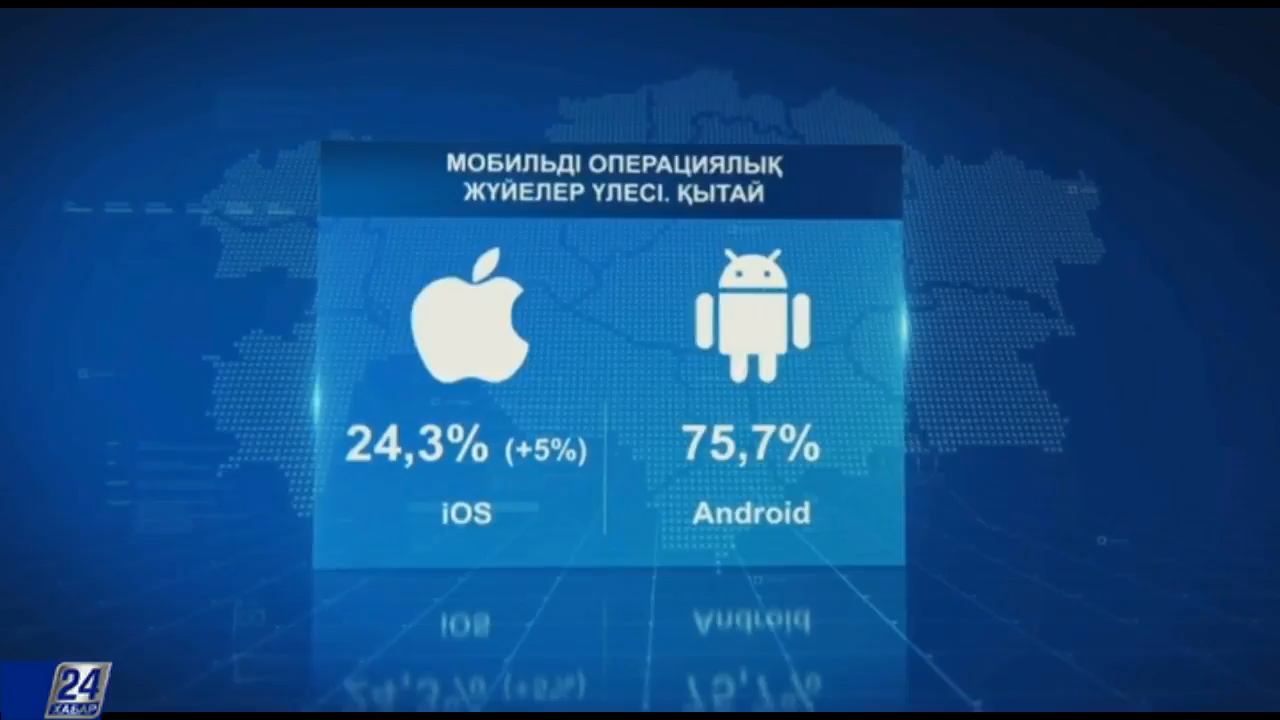 МОБИЛЬДІ ОПЕРАЦИЯЛЫҚ
ЖҮЙЕЛЕР ҮЛЕСІ. ҚЫТАЙ
24,3% (+5%)
75,7%
iOS
Android
24
ХАБАР